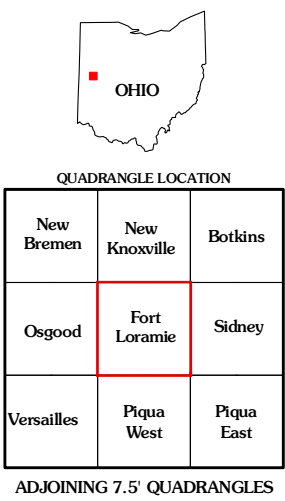 OHIO
QUADRANGLE LOCATION
New
Bremen
New
Knoxville
Botkins
Osgood
Fort
Loramie
Sidney
Versailles
Piqua
West
Piqua
East
ADJOINING 7.5' QUADRANGLES